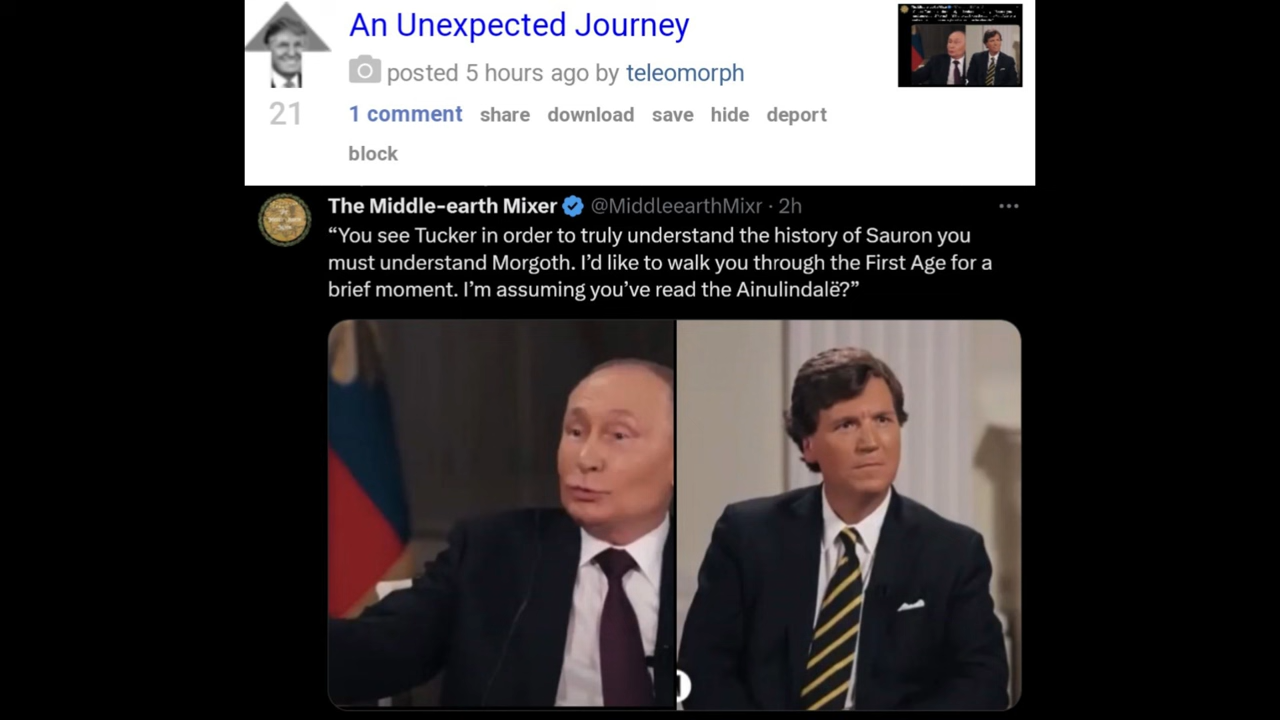 An Unexpected Journey
posted 5 hours ago by teleomorph
21
1 comment share download save hide deport
block
The Middle-earth Mixer @MiddleearthMixr · 2h
“You see Tucker in order to truly understand the history of Sauron you
must understand Morgoth. I’d like to walk you through the First Age for a
brief moment. I’m assuming you’ve read the Ainulindalë?”